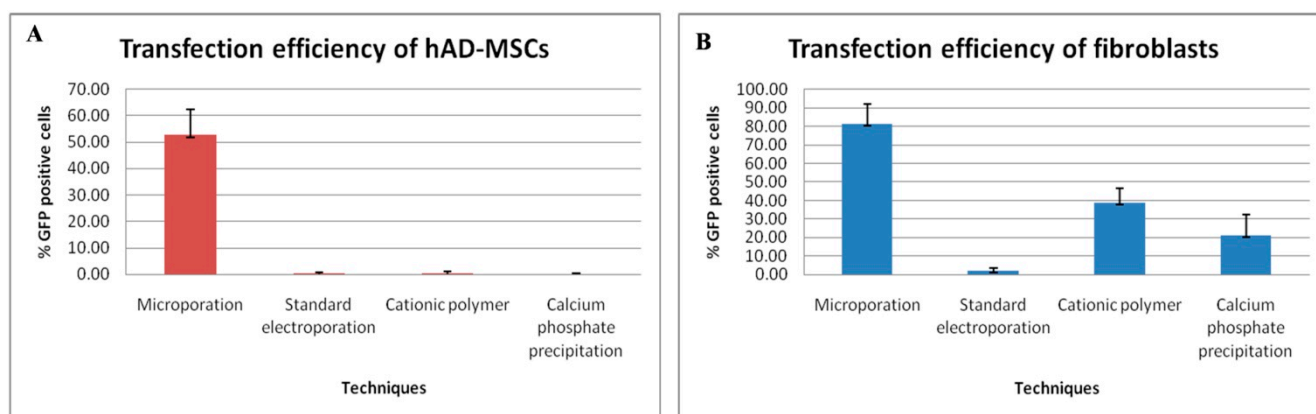 A
Transfection efficiency of hAD-MSCs
% GFP positive cells
70.00
60.00
50.00
40.00
30.00
20.00
10.00
0.00
Microporation
Standard
electroporation
Cationic polymer
Calcium
phosphate
precipitation
Techniques
B
Transfection efficiency of fibroblasts
% GFP positive cells
100.00
90.00
80.00
70.00
60.00
50.00
40.00
30.00
20.00
10.00
0.00
Microporation
Standard
electroporation
Cationic polymer
Calcium
phosphate
precipitation
Techniques